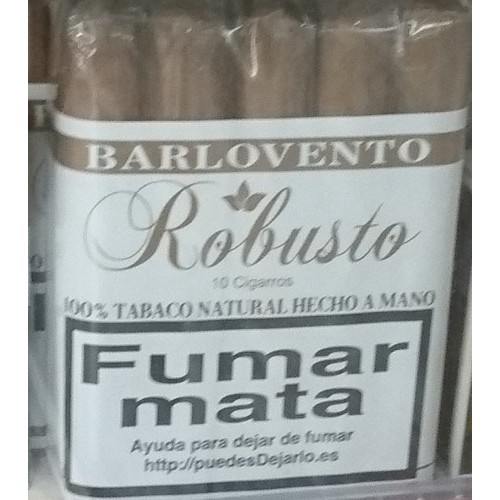 BARLOVENTO
Robusto
10 Cigarros
100% TABACO NATURAL HECHO A MANO
Fumar
mata
Ayuda para dejar de fumar
http://puedesDejarlo.es